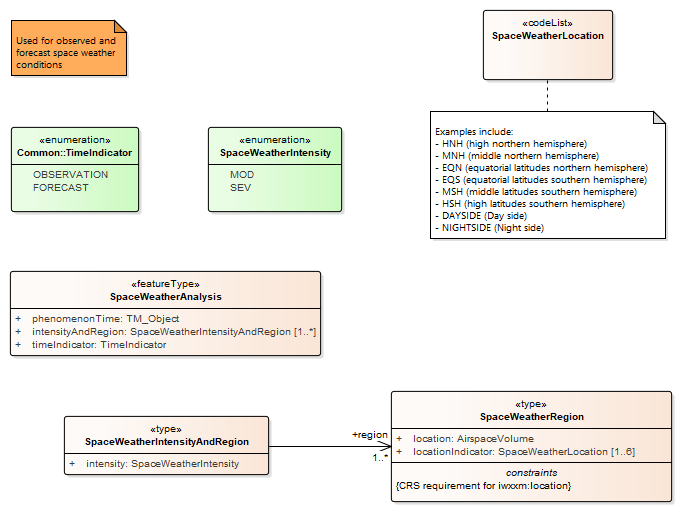 Used for observed and
forecast space weather
conditions
«codeList»
SpaceWeatherLocation
Examples include:
- HNH (high northern hemisphere)
- MNH (middle northern hemisphere)
- EQN (equatorial latitudes northern hemisphere)
- EQS (equatorial latitudes southern hemisphere)
- MSH (middle latitudes southern hemisphere)
- HSH (high latitudes southern hemisphere)
- DAYSIDE (Day side)
- NIGHTSIDE (Night side)
«enumeration»
Common::TimeIndicator
OBSERVATION
FORECAST
«enumeration»
SpaceWeatherIntensity
MOD
SEV
«featureType»
SpaceWeatherAnalysis
+ phenomenonTime: TM_Object
+ intensityAndRegion: SpaceWeatherIntensityAndRegion [1..*]
+ timeIndicator: TimeIndicator
«type»
SpaceWeatherIntensityAndRegion
+ intensity: SpaceWeatherIntensity
+region
1..*
«type»
SpaceWeatherRegion
+ location: AirspaceVolume
+ locationIndicator: SpaceWeatherLocation [1..6]
constraints
{CRS requirement for iwxxm:location}